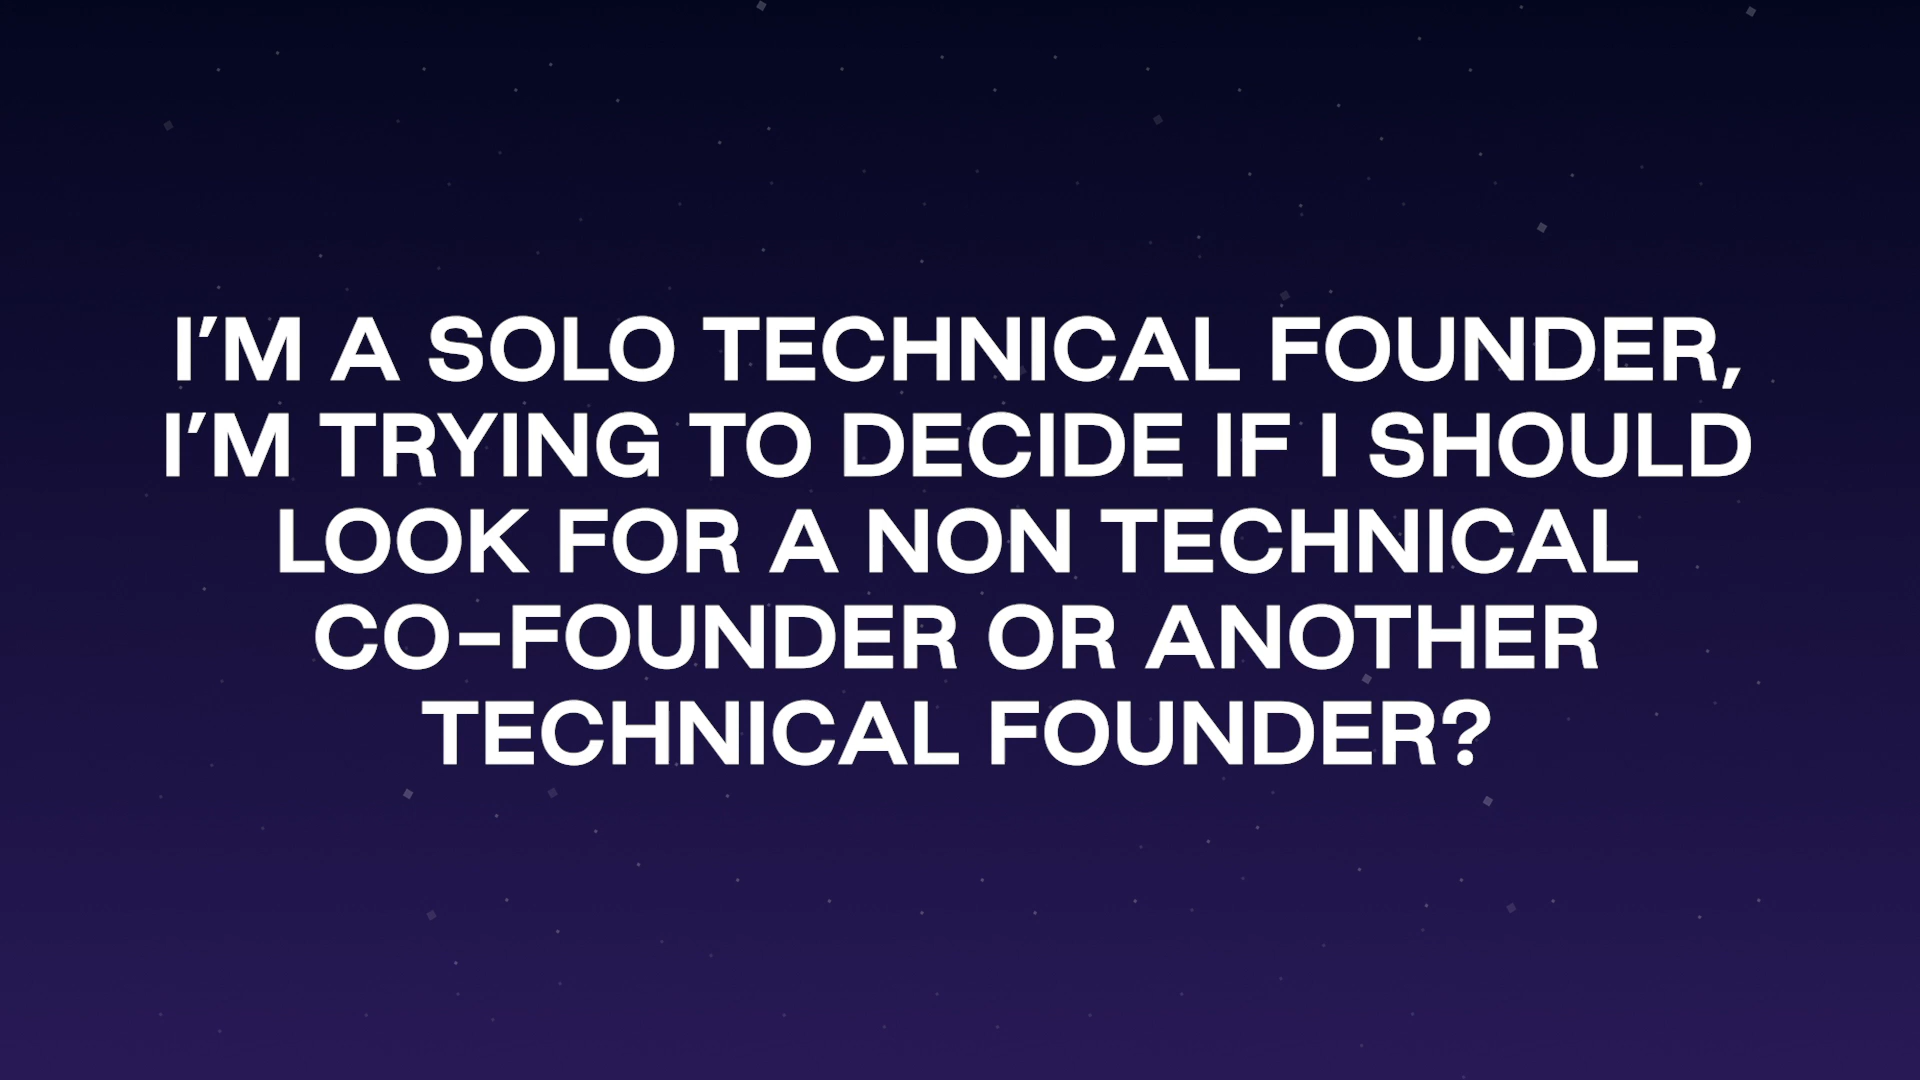 I’M A SOLO TECHNICAL FOUNDER,
I’M TRYING TO DECIDE IF I SHOULD
LOOK FOR A NON TECHNICAL
CO-FOUNDER OR ANOTHER
TECHNICAL FOUNDER?